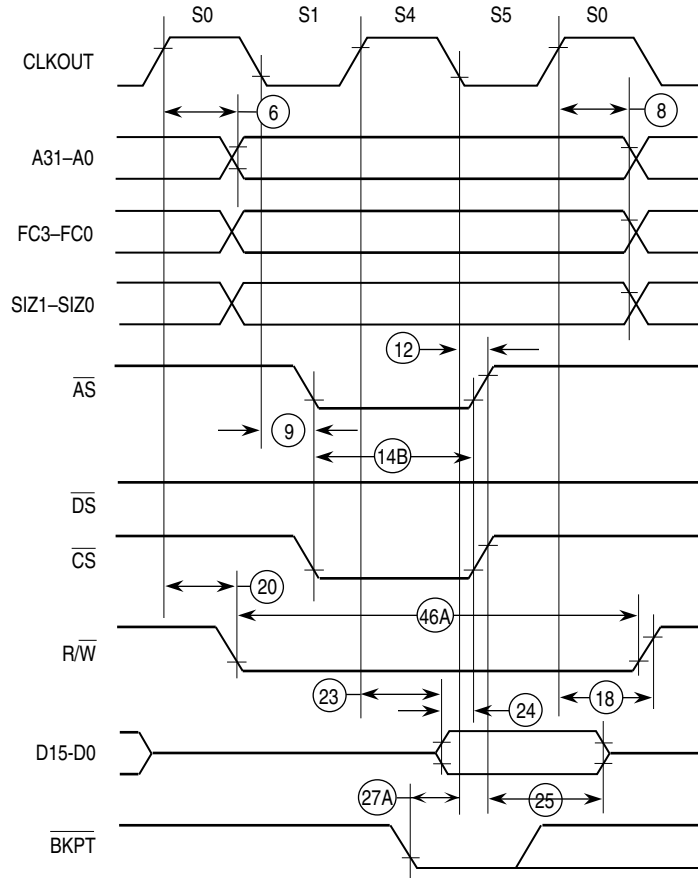 S0 S1 S4 S5 S0
CLKOUT
6 8
A31–A0
FC3–FC0
SIZ1–SIZ0
12
AS
9
14B
DS
CS
20
46A
R/W
23
18
24
D15-D0
27A
25
BKPT